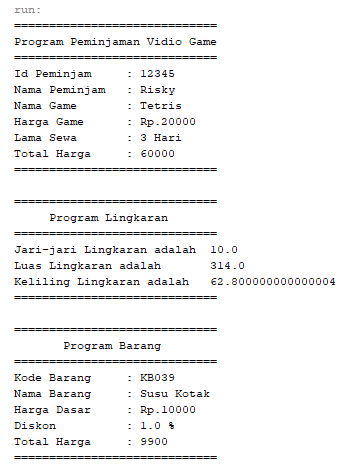 run:
=============================
Program Peminjaman Vidio Game
=============================
Id Peminjam     : 12345
Nama Peminjam   : Risky
Nama Game       : Tetris
Harga Game      : Rp.20000
Lama Sewa       : 3 Hari
Total Harga     : 60000
=============================

=============================
     Program Lingkaran
=============================
Jari-jari Lingkaran adalah  10.0
Luas Lingkaran adalah       314.0
Keliling Lingkaran adalah   62.800000000000004
=============================

=============================
       Program Barang
=============================
Kode Barang     : KB039
Nama Barang     : Susu Kotak
Harga Dasar     : Rp.10000
Diskon          : 1.0 %
Total Harga     : 9900
=============================